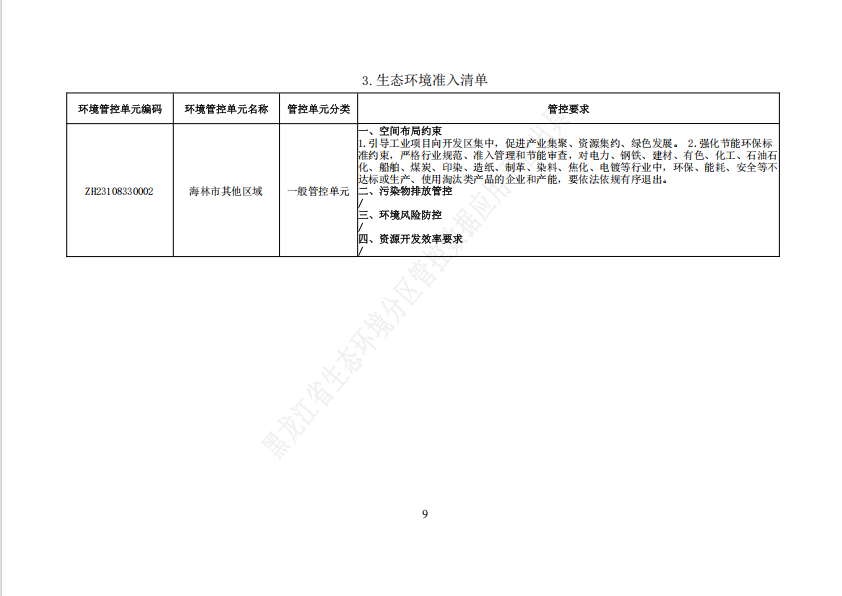 3.生态环境准入清单
环境管控单元编码 环境管控单元名称 管控单元分类 管控要求
ZH23108330002 海林市其他区域 一般管控单元
一、空间布局约束
1.引导工业项目向开发区集中，促进产业集聚、资源集约、绿色发展。 2.强化节能环保标
准约束，严格行业规范、准入管理和节能审查，对电力、钢铁、建材、有色、化工、石油石
化、船舶、煤炭、印染、造纸、制革、染料、焦化、电镀等行业中，环保、能耗、安全等不
达标或生产、使用淘汰类产品的企业和产能，要依法依规有序退出。
二、污染物排放管控
/
三、环境风险防控
/
四、资源开发效率要求
/
黑龙江省生态环境分区管控数据应用
9